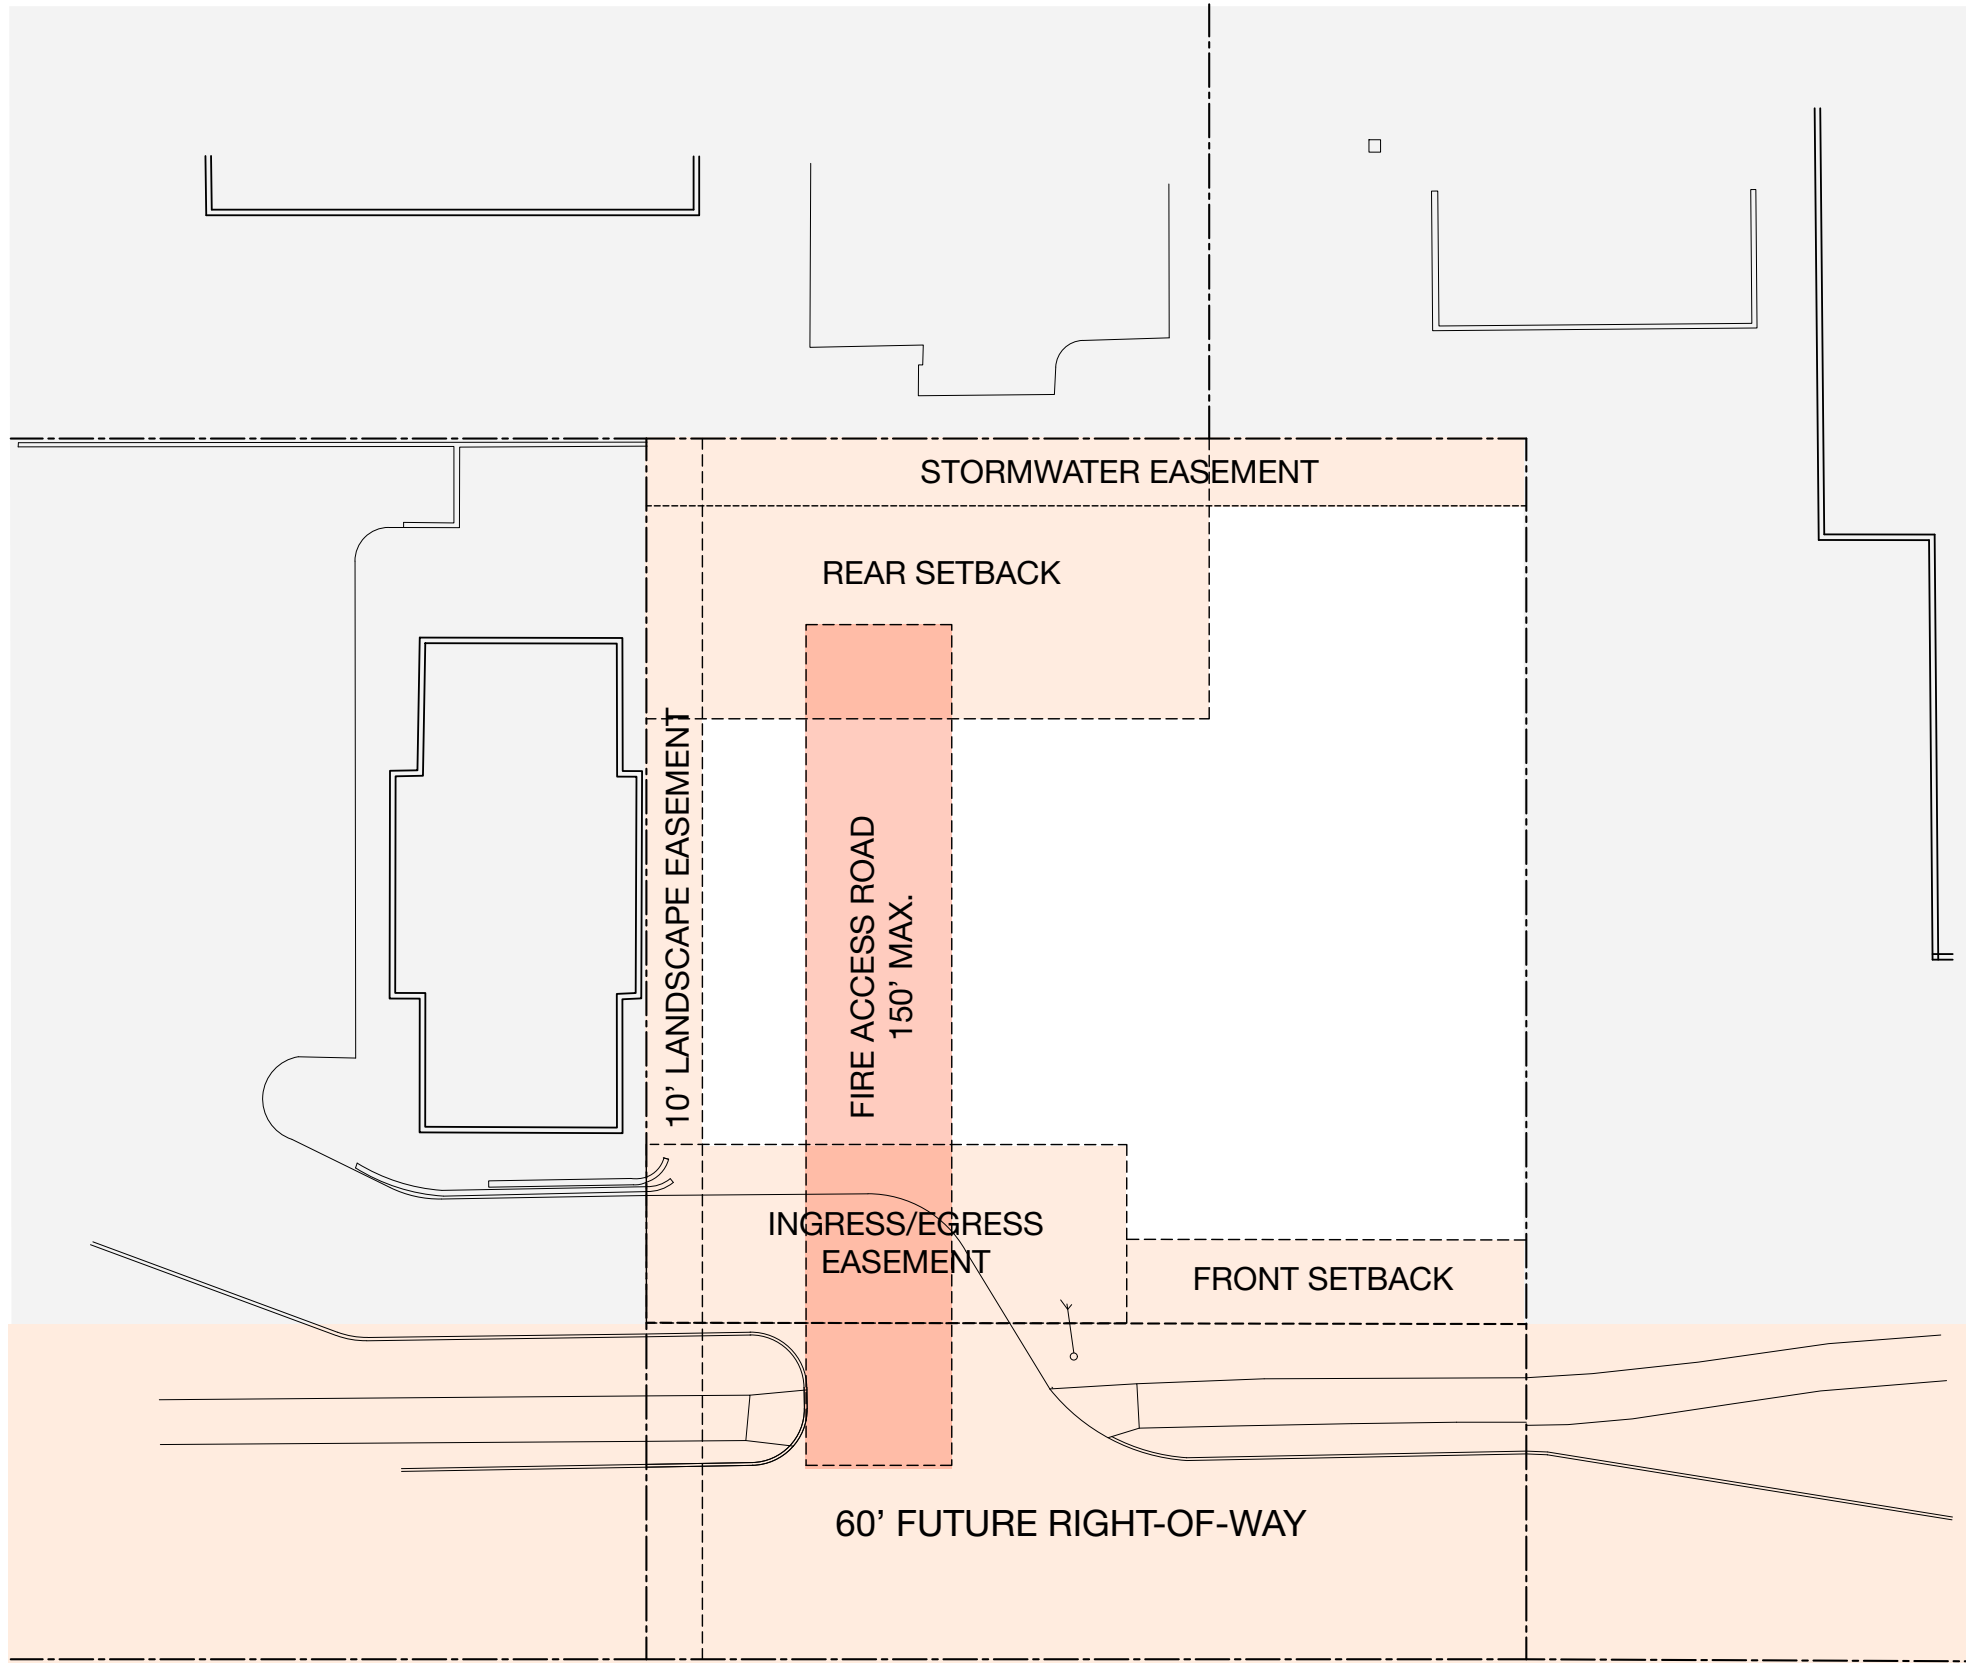 STORMWATER EASEMENT
REAR SETBACK
10’ LANDSCAPE EASEMENT
FIRE ACCESS ROAD
150’ MAX.
INGRESS/EGRESS
EASEMENT
FRONT SETBACK
60’ FUTURE RIGHT-OF-WAY